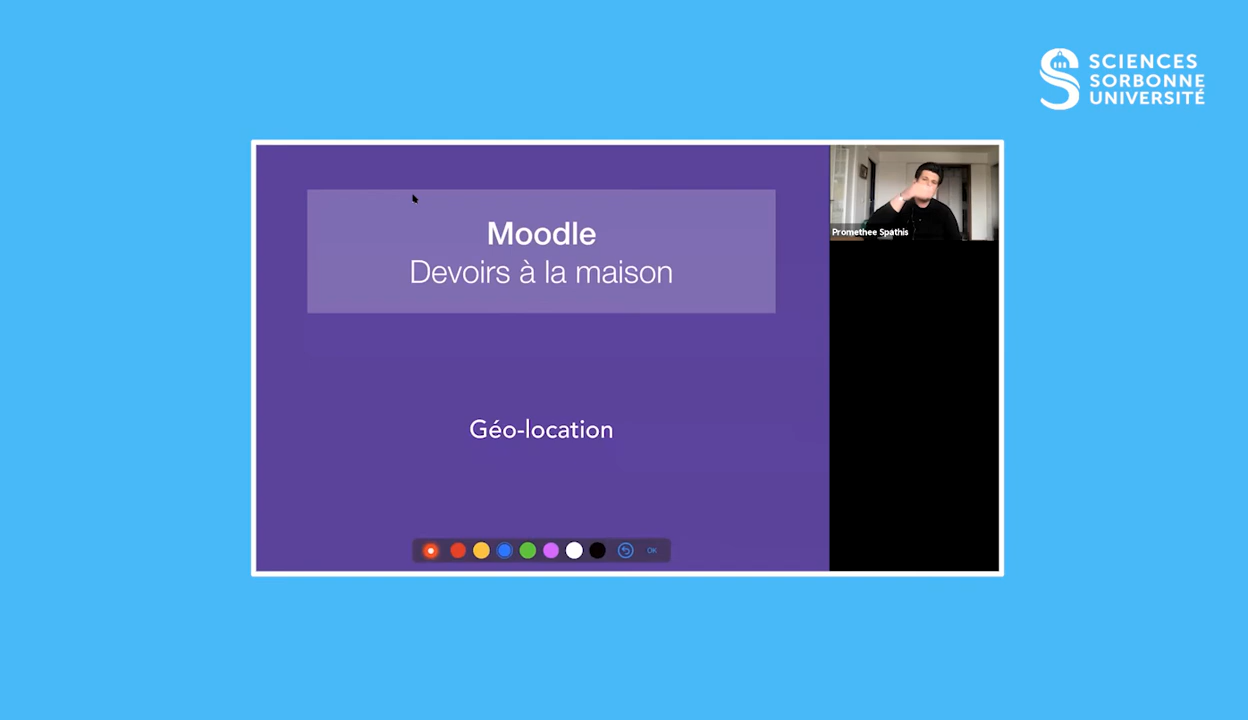 SCIENCES
SORBONNE
UNIVERSITÉ
Moodle
Devoirs à la maison
Promethee Spathis
Géo-location
OK